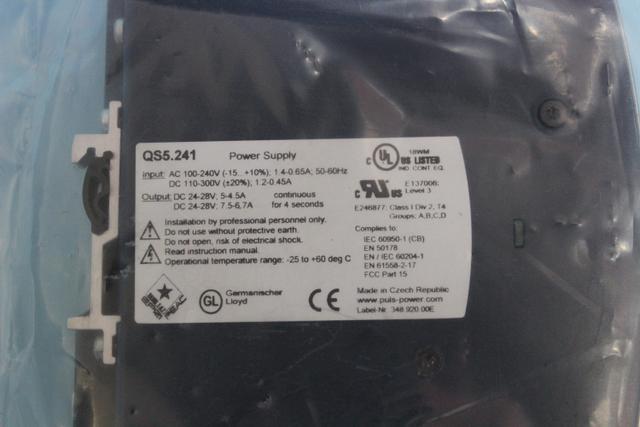 QS5.241 Power Supply
Input: AC 100-240V (-15...+10%); 1.4-0.65A; 50-60Hz
DC 110-300V (±20%); 1.2-0.45A
Output: DC 24-28V; 5-4.5A continuous
DC 24-28V; 7.5-6.7A for 4 seconds
Installation by professional personnel only.
Do not use without protective earth.
Do not open, risk of electrical shock.
Read instruction manual.
Operational temperature range: -25 to +60 deg C
GL Germanischer
Lloyd
CE
18WM
C UL US LISTED
IND. CONT. EQ.
C US E137006;
Level 3
E246877; Class I Div 2, T4
Groups: A,B,C,D
Complies to:
IEC 60950-1 (CB)
EN 50178
EN / IEC 60204-1
EN 61558-2-17
FCC Part 15
Made in Czech Republic
www.puls-power.com
Label-Nr. 348.920.00E